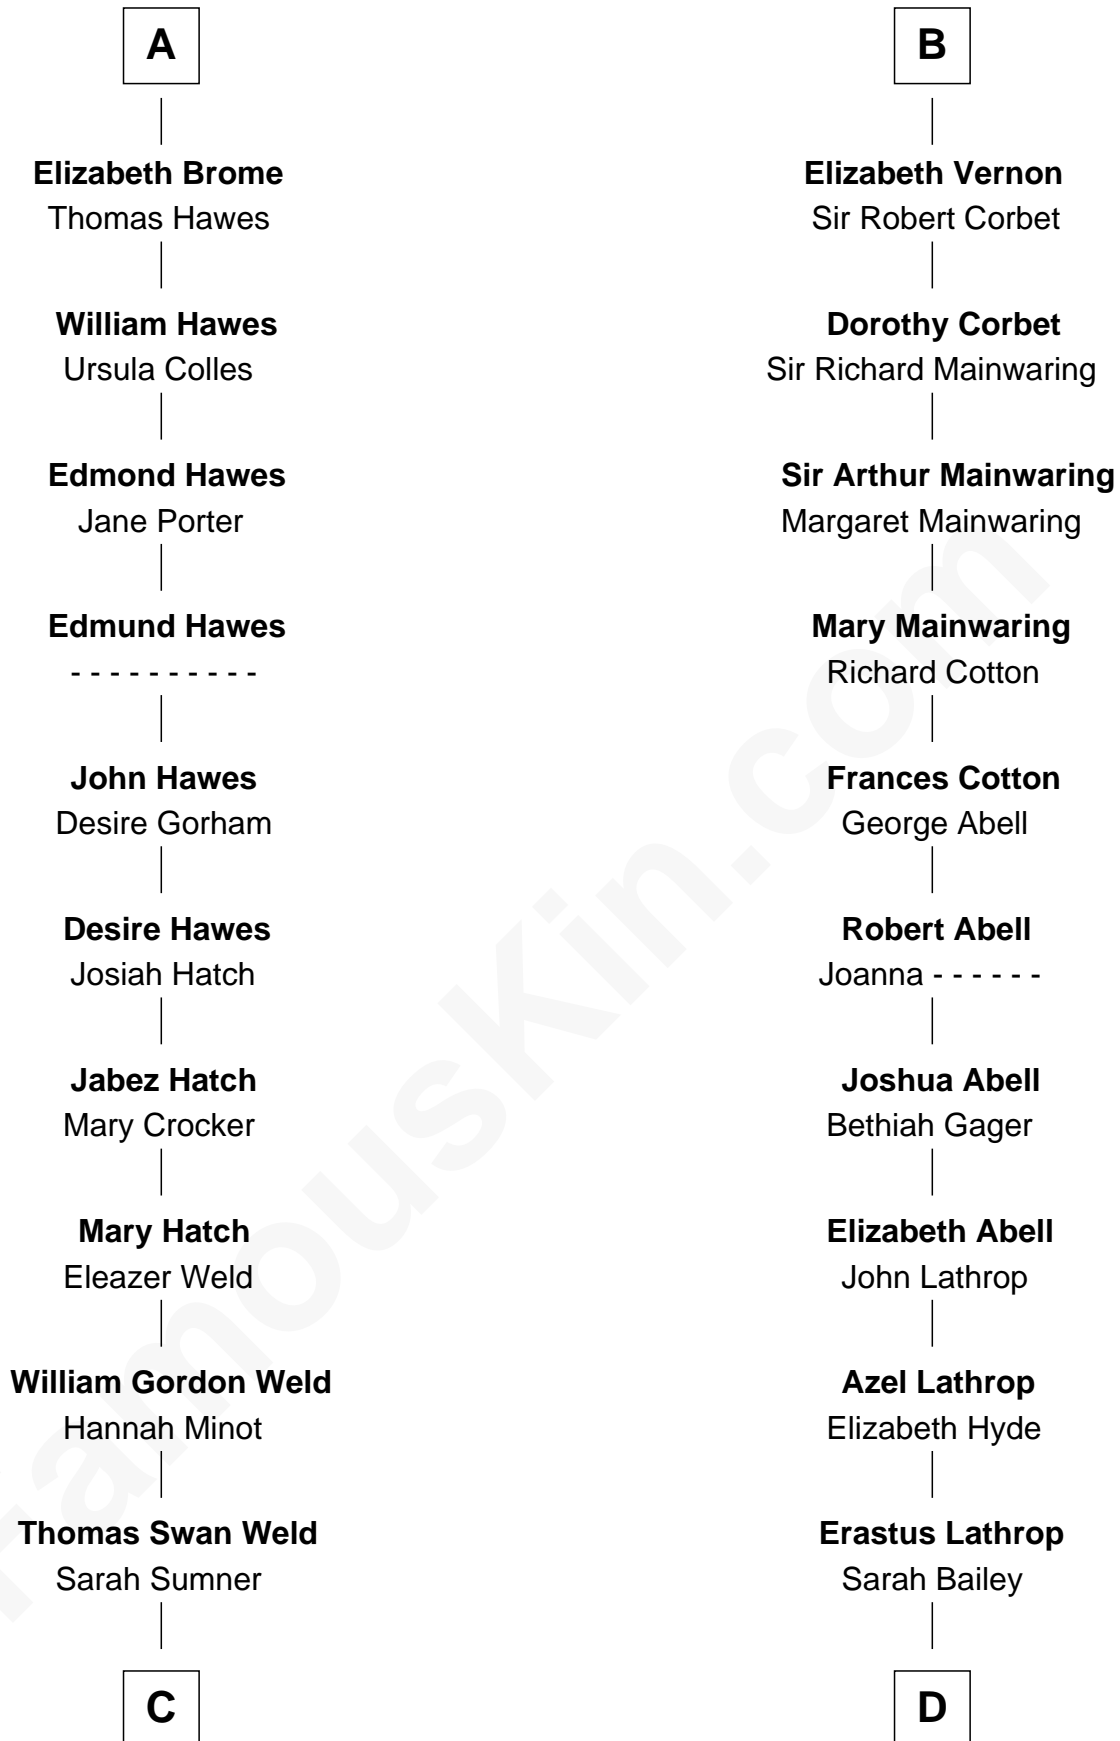 A
Elizabeth Brome
Thomas Hawes
William Hawes
Ursula Colles
Edmond Hawes
Jane Porter
Edmund Hawes
- - - - - - - - - -
John Hawes
Desire Gorham
Desire Hawes
Josiah Hatch
Jabez Hatch
Mary Crocker
Mary Hatch
Eleazer Weld
William Gordon Weld
Hannah Minot
Thomas Swan Weld
Sarah Sumner
C
B
Elizabeth Vernon
Sir Robert Corbet
Dorothy Corbet
Sir Richard Mainwaring
Sir Arthur Mainwaring
Margaret Mainwaring
Mary Mainwaring
Richard Cotton
Frances Cotton
George Abell
Robert Abell
Joanna - - - - - -
Joshua Abell
Bethiah Gager
Elizabeth Abell
John Lathrop
Azel Lathrop
Elizabeth Hyde
Erastus Lathrop
Sarah Bailey
D
FamousKin.com